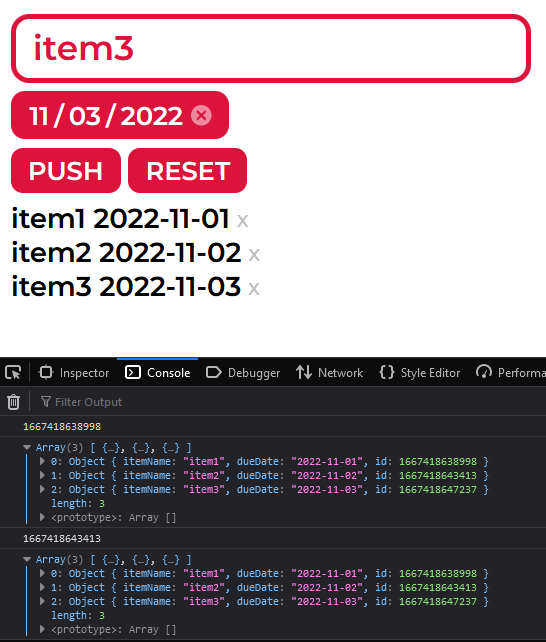 item3
11 / 03 / 2022
PUSH RESET
item1 2022-11-01 x
item2 2022-11-02 x
item3 2022-11-03 x
Inspector Console Debugger Network Style Editor Performa
Filter Output
1667418638998
Array(3) [ {…}, {…}, {…} ]
0: Object { itemName: "item1", dueDate: "2022-11-01", id: 1667418638998 }
1: Object { itemName: "item2", dueDate: "2022-11-02", id: 1667418643413 }
2: Object { itemName: "item3", dueDate: "2022-11-03", id: 1667418647237 }
length: 3
<prototype>: Array []
1667418643413
Array(3) [ {…}, {…}, {…} ]
0: Object { itemName: "item1", dueDate: "2022-11-01", id: 1667418638998 }
1: Object { itemName: "item2", dueDate: "2022-11-02", id: 1667418643413 }
2: Object { itemName: "item3", dueDate: "2022-11-03", id: 1667418647237 }
length: 3
<prototype>: Array []